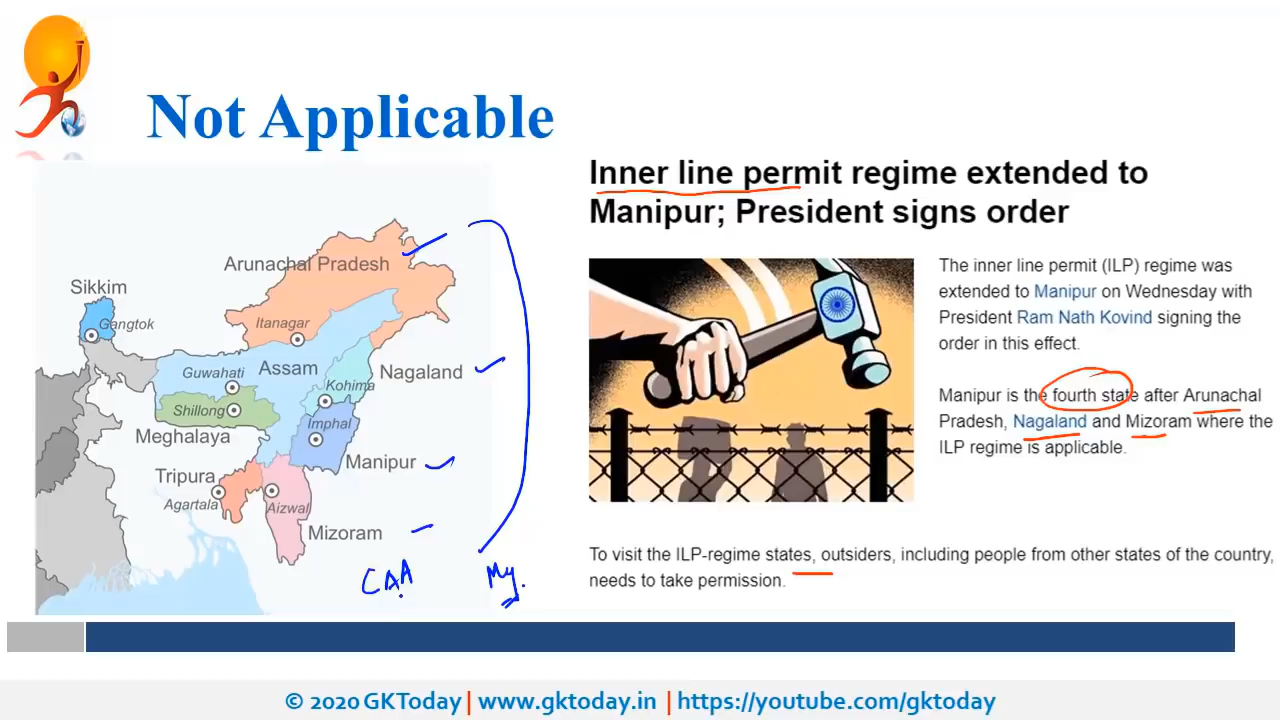 Not Applicable
Inner line permit regime extended to
Manipur; President signs order
Arunachal Pradesh
Sikkim
Gangtok
Itanagar
Assam
Guwahati
Nagaland
Kohima
Shillong
Imphal
Meghalaya
Manipur
Tripura
Agartala
Aizwal
Mizoram
CAA
The inner line permit (ILP) regime was
extended to Manipur on Wednesday with
President Ram Nath Kovind signing the
order in this effect.
Manipur is the fourth state after Arunachal
Pradesh, Nagaland and Mizoram where the
ILP regime is applicable.
To visit the ILP-regime states, outsiders, including people from other states of the country,
needs to take permission.
© 2020 GKToday | www.gktoday.in | https://youtube.com/gktoday